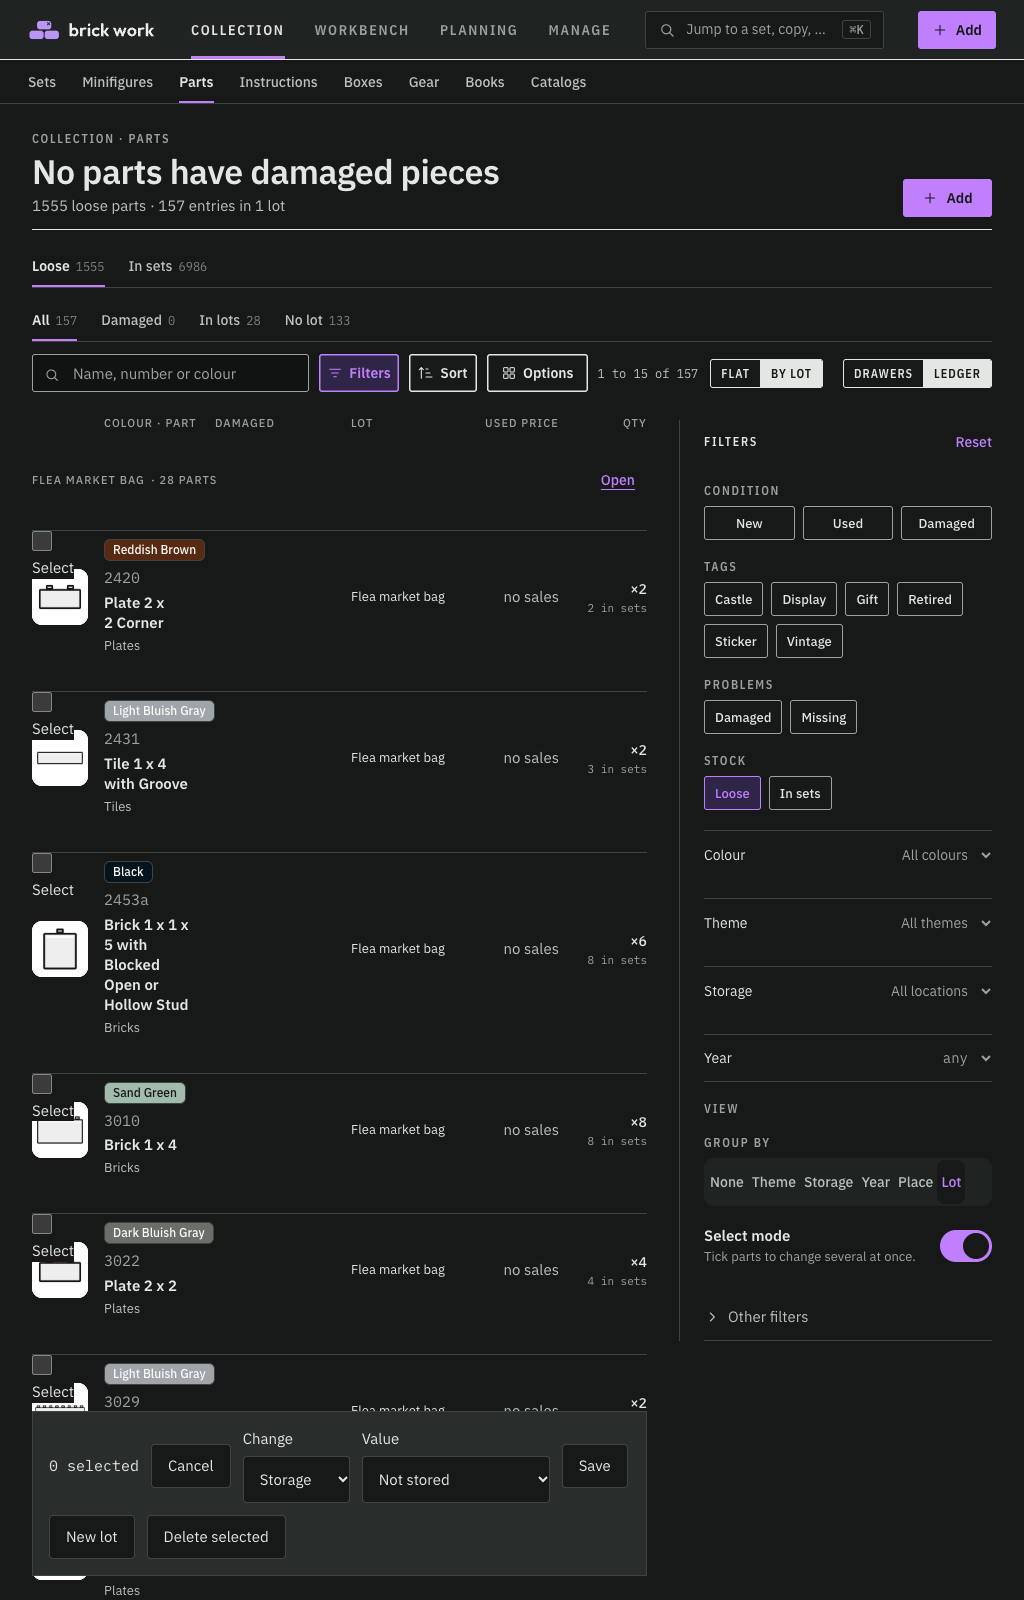 brick work
COLLECTION
WORKBENCH
PLANNING
MANAGE
Jump to a set, copy, ...
⌘K
+ Add
Sets
Minifigures
Parts
Instructions
Boxes
Gear
Books
Catalogs
COLLECTION · PARTS
No parts have damaged pieces
1555 loose parts · 157 entries in 1 lot
+ Add
Loose 1555
In sets 6986
All 157
Damaged 0
In lots 28
No lot 133
Name, number or colour
Filters
Sort
Options
1 to 15 of 157
FLAT
BY LOT
DRAWERS
LEDGER
COLOUR · PART
DAMAGED
LOT
USED PRICE
QTY
FLEA MARKET BAG · 28 PARTS
Open
Select
Reddish Brown
2420
Plate 2 x
2 Corner
Plates
Flea market bag
no sales
×2
2 in sets
Select
Light Bluish Gray
2431
Tile 1 x 4
with Groove
Tiles
Flea market bag
no sales
×2
3 in sets
Select
Black
2453a
Brick 1 x 1 x
5 with
Blocked
Open or
Hollow Stud
Bricks
Flea market bag
no sales
×6
8 in sets
Select
Sand Green
3010
Brick 1 x 4
Bricks
Flea market bag
no sales
×8
8 in sets
Select
Dark Bluish Gray
3022
Plate 2 x 2
Plates
Flea market bag
no sales
×4
4 in sets
Select
Light Bluish Gray
3029
Flea market bag
no sales
×2
0 selected
Cancel
Change
Storage
Value
Not stored
Save
New lot
Delete selected
Plates
FILTERS
Reset
CONDITION
New
Used
Damaged
TAGS
Castle
Display
Gift
Retired
Sticker
Vintage
PROBLEMS
Damaged
Missing
STOCK
Loose
In sets
Colour
All colours
Theme
All themes
Storage
All locations
Year
any
VIEW
GROUP BY
None
Theme
Storage
Year
Place
Lot
Select mode
Tick parts to change several at once.
Other filters